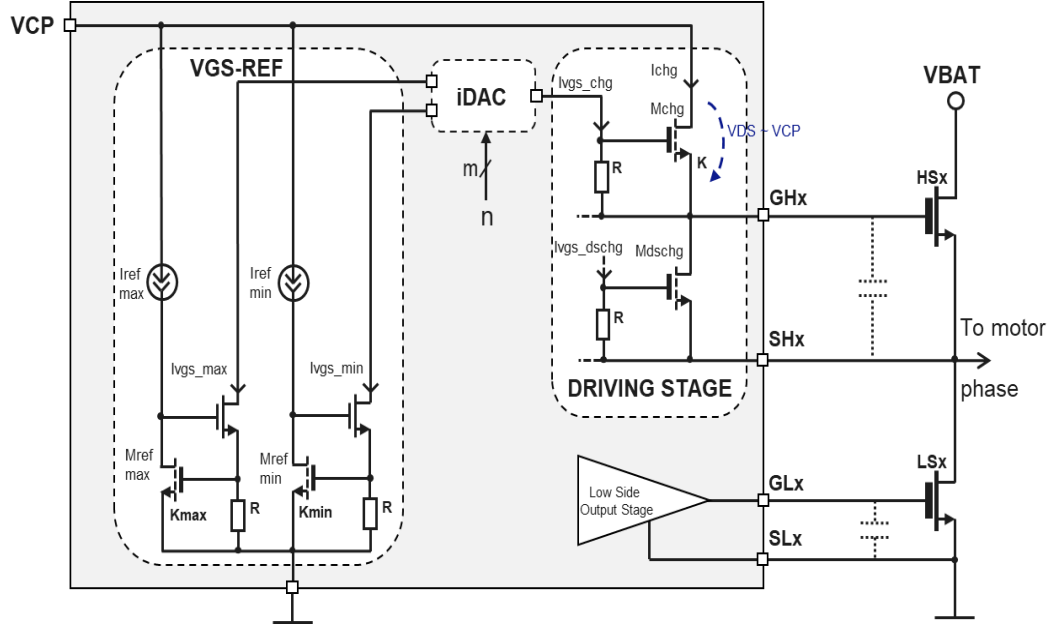 VCP
VGS-REF
iDAC
m
n
Ivgs_chg
Ichg
Mchg
VDS ~ VCP
K
R
VBAT
HSx
GHx
Ivgs_dschg
Mdschg
R
Iref
max
Iref
min
SHx
To motor
phase
DRIVING STAGE
Ivgs_max
Ivgs_min
Mref
max
Kmax
R
Mref
min
Kmin
R
Low Side
Output Stage
GLx
SLx
LSx